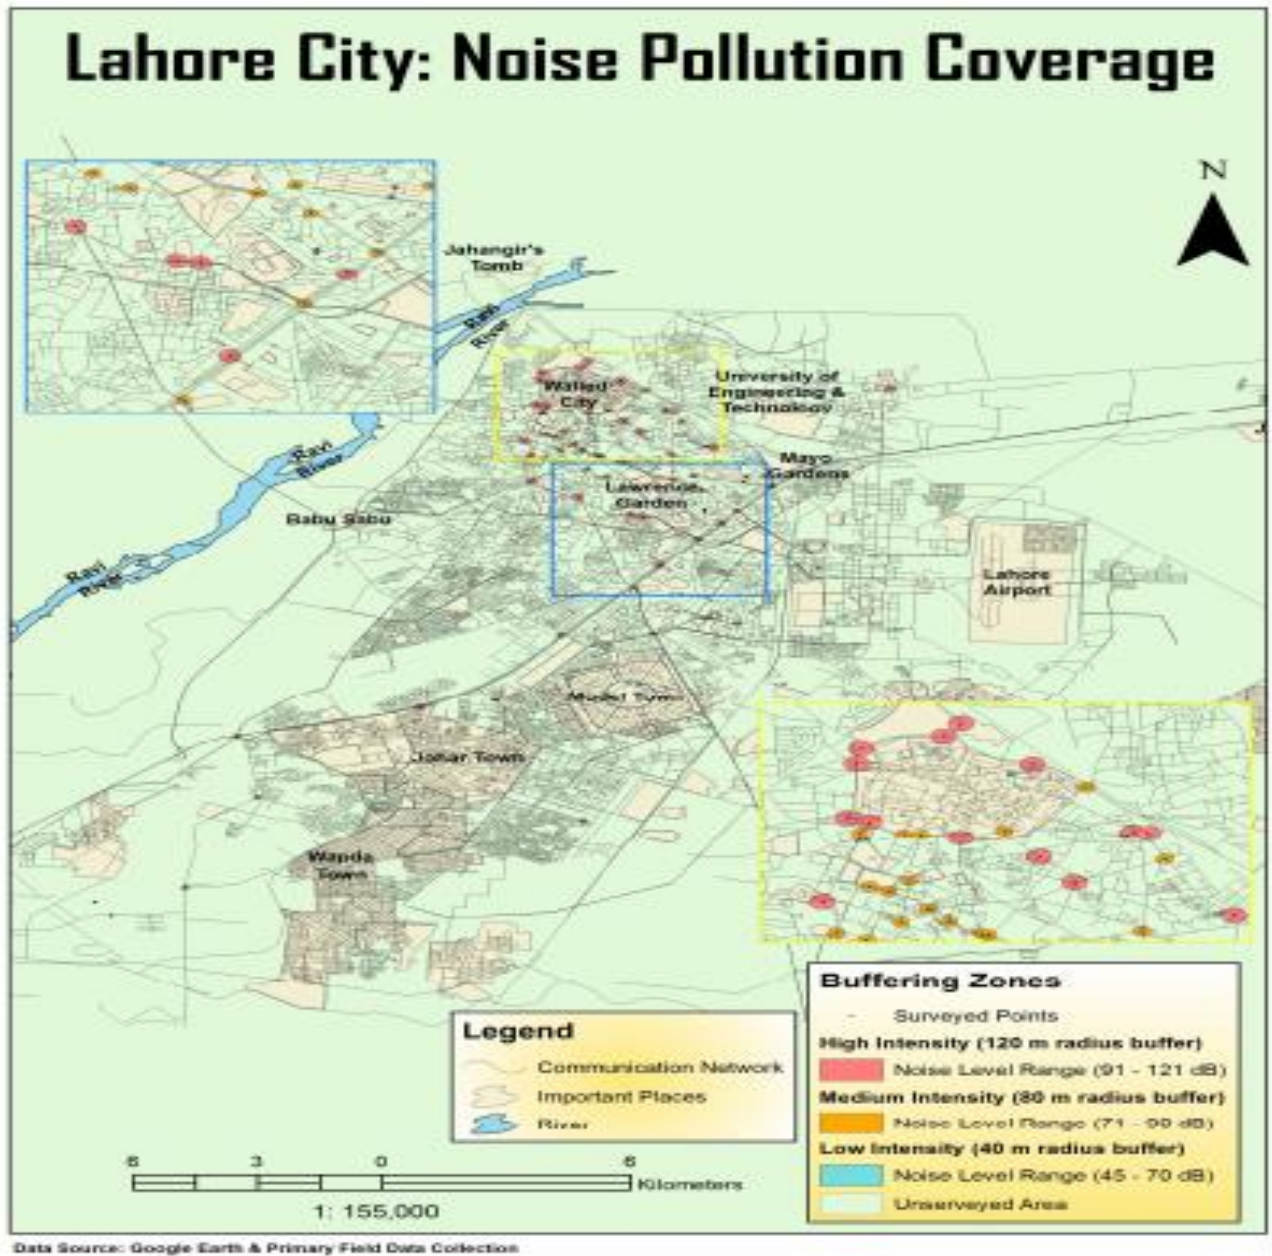 Lahore City: Noise Pollution Coverage
N
Jahangir's
Tomb
Ravi
River
Walled
City
University of
Engineering &
Technology
Mayo
Gardens
Lawrence
Garden
Ravi
River
Babu Sabu
Ravi
River
Lahore
Airport
Model Town
Johar Town
Wapda
Town
Buffering Zones
Surveyed Points
High Intensity (120 m radius buffer)
Noise Level Range (91 - 121 dB)
Medium Intensity (80 m radius buffer)
Noise Level Range (71 - 90 dB)
Low Intensity (40 m radius buffer)
Noise Level Range (45 - 70 dB)
Unserveyed Area
Legend
Communication Network
Important Places
River
6 3 0 6
Kilometers
1: 155,000
Data Source: Google Earth & Primary Field Data Collection